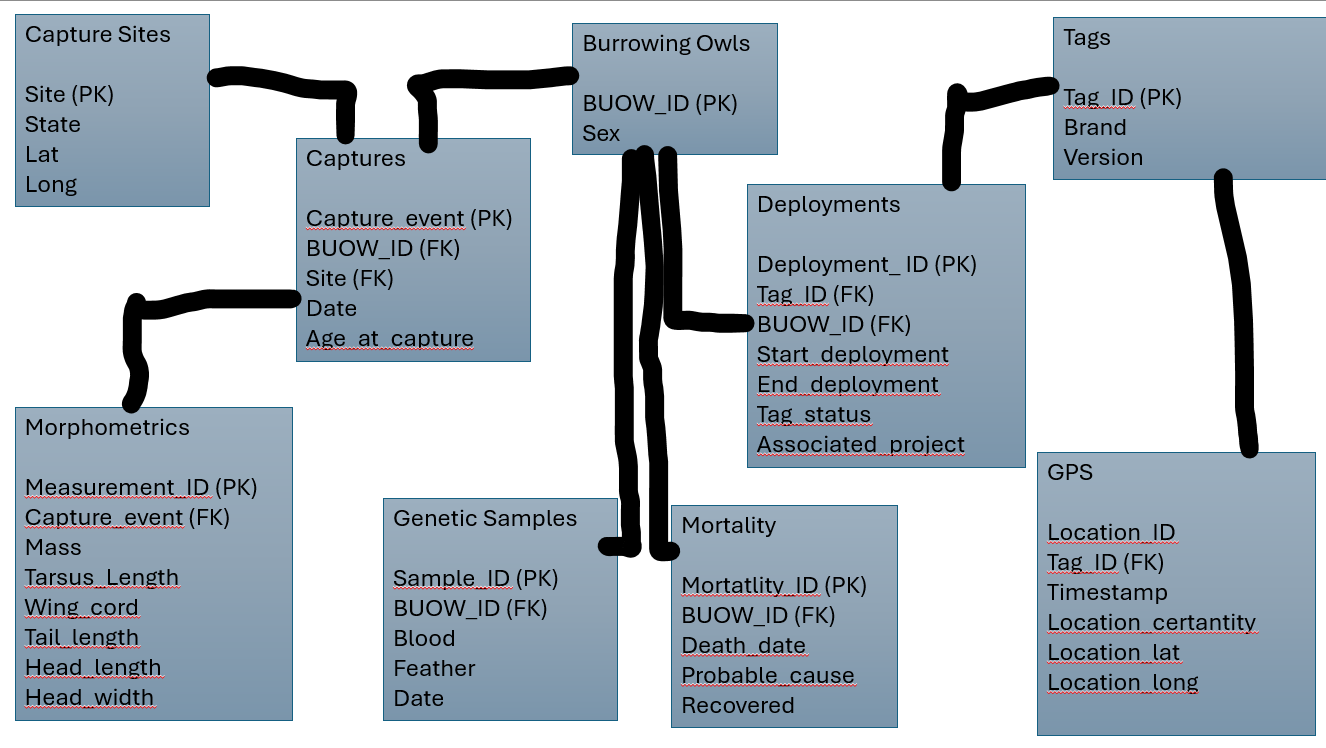 Capture Sites
Site (PK)
State
Lat
Long
Burrowing Owls
BUOW_ID (PK)
Sex
Tags
Tag_ID (PK)
Brand
Version
Captures
Capture_event (PK)
BUOW_ID (FK)
Site (FK)
Date
Age_at_capture
Deployments
Deployment_ ID (PK)
Tag_ID (FK)
BUOW_ID (FK)
Start_deployment
End_deployment
Tag_status
Associated_project
Morphometrics
Measurement_ID (PK)
Capture_event (FK)
Mass
Tarsus_Length
Wing_cord
Tail_length
Head_length
Head_width
Genetic Samples
Sample_ID (PK)
BUOW_ID (FK)
Blood
Feather
Date
Mortality
Mortatlity_ID (PK)
BUOW_ID (FK)
Death_date
Probable_cause
Recovered
GPS
Location_ID
Tag_ID (FK)
Timestamp
Location_certantity
Location_lat
Location_long